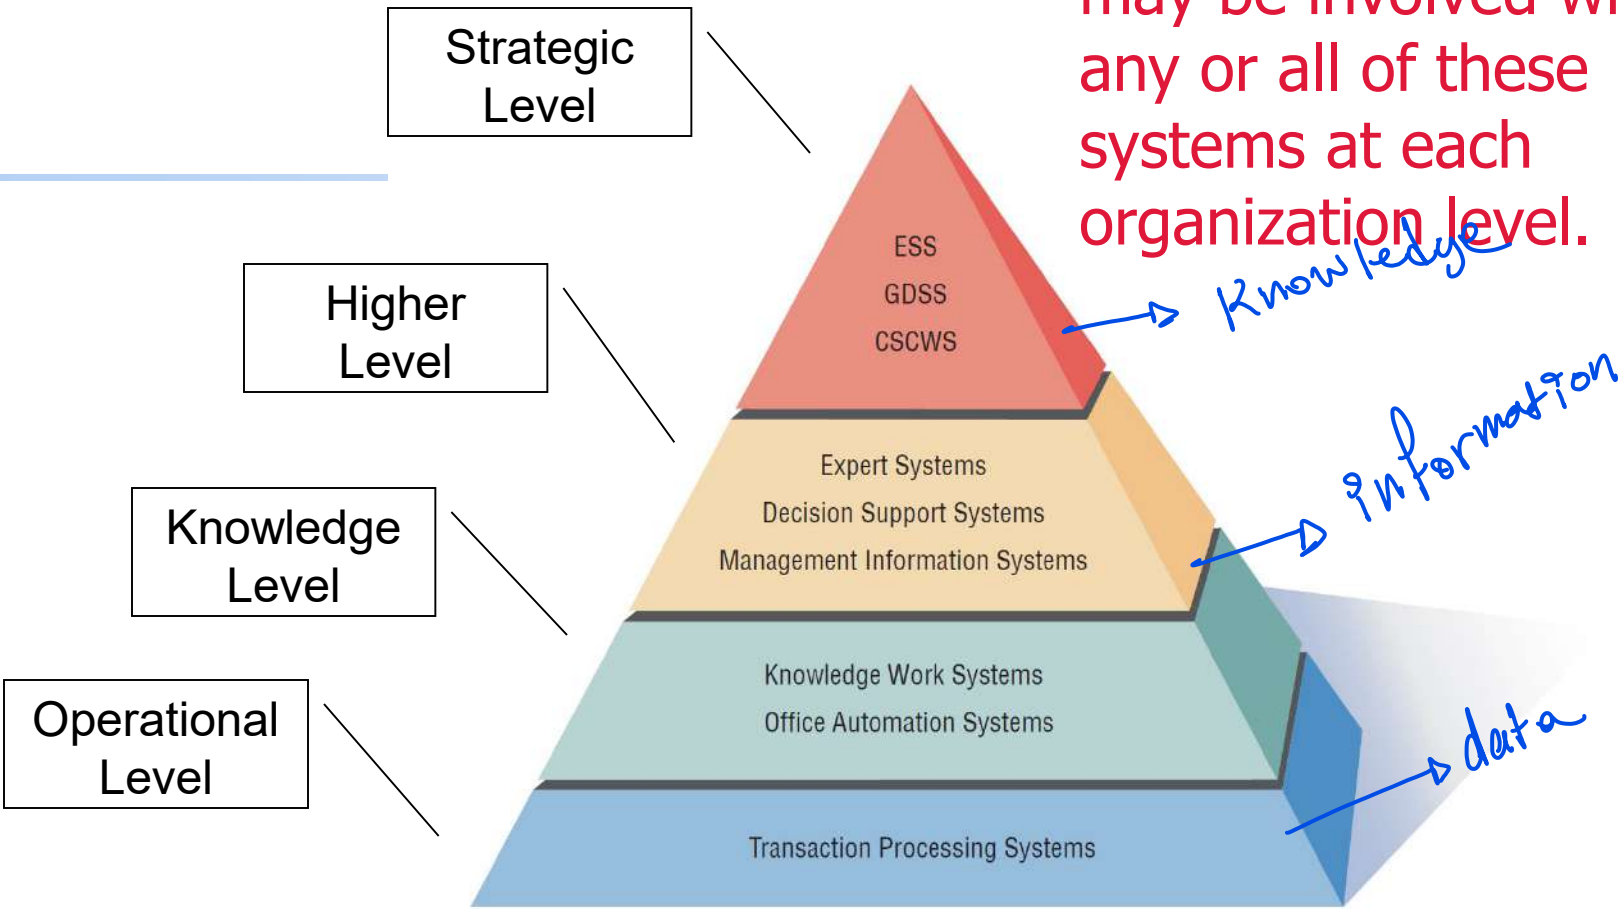 may be involved wi
any or all of these
systems at each
organization level.
Strategic
Level
ESS
GDSS
CSCWS
Knowledge
Higher
Level
Expert Systems
Decision Support Systems
Management Information Systems
information
Knowledge
Level
Knowledge Work Systems
Office Automation Systems
Operational
Level
Transaction Processing Systems
data